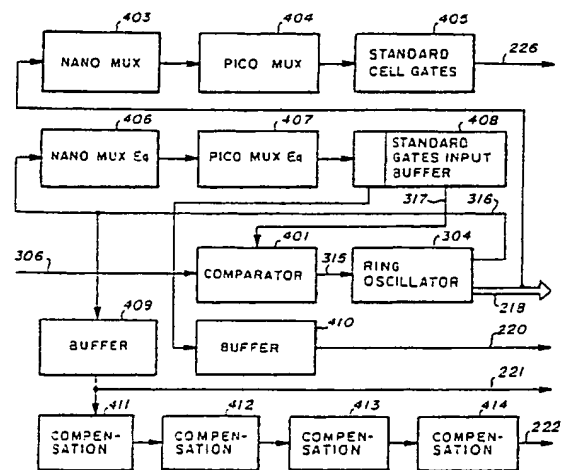 403
404
405
NANO MUX
PICO MUX
STANDARD
CELL GATES
226
406
407
408
NANO MUX Eq
PICO MUX Eq
STANDARD
GATES INPUT
BUFFER
317
316
306
401
304
COMPARATOR
315
RING
OSCILLATOR
218
409
410
BUFFER
BUFFER
220
221
411
412
413
414
COMPEN-
SATION
COMPEN-
SATION
COMPEN-
SATION
COMPEN-
SATION
222